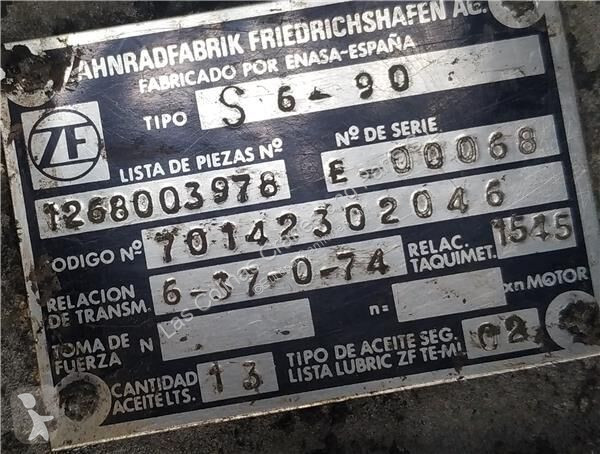 AHNRADFABRIK FRIEDRICHSHAFEN AG.
FABRICADO POR ENASA-ESPAÑA
TIPO S 6-90
ZF
LISTA DE PIEZAS Nº Nº DE SERIE
1268003978 E-00068
ODIGO Nº 70142302046
RELACION DE TRANSM. 6-37-0-74 RELAC. TAQUIMET. 1545
TOMA DE FUERZA N n= xn MOTOR
CANTIDAD ACEITE LTS. 13 TIPO DE ACEITE SEG. LISTA LUBRIC ZF TE-ML 02